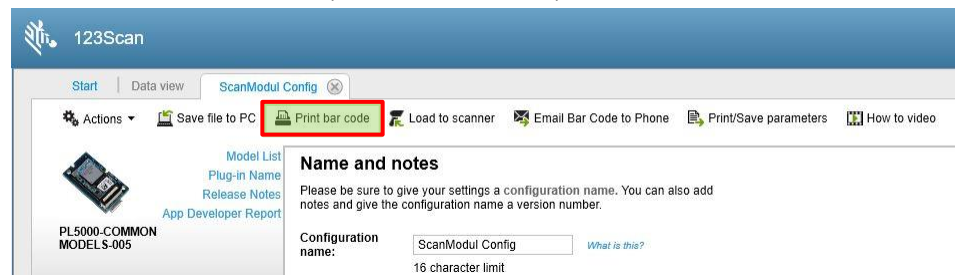 123Scan
Start Data view ScanModul Config
Actions Save file to PC Print bar code Load to scanner Email Bar Code to Phone Print/Save parameters How to video
Model List
Plug-in Name
Release Notes
App Developer Report
PL5000-COMMON
MODELS-005
Name and notes
Please be sure to give your settings a configuration name. You can also add
notes and give the configuration name a version number.
Configuration
name:
ScanModul Config What is this?
16 character limit